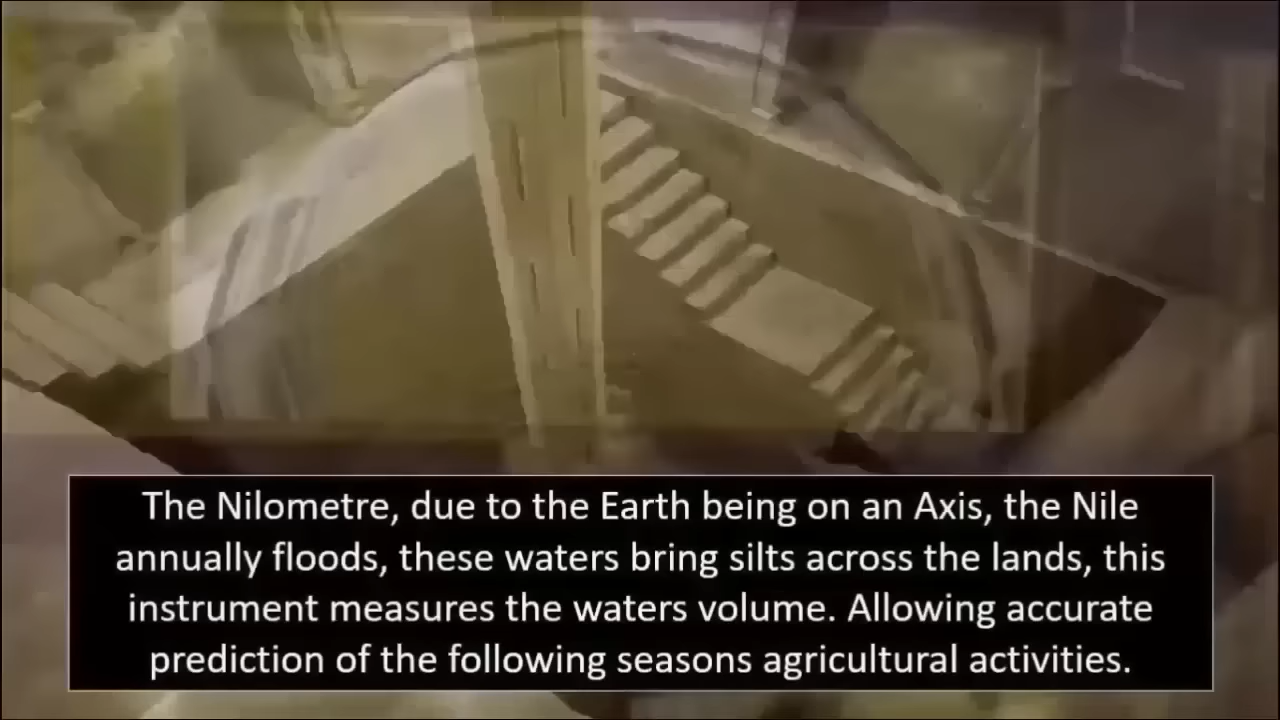 The Nilometre, due to the Earth being on an Axis, the Nile
annually floods, these waters bring silts across the lands, this
instrument measures the waters volume. Allowing accurate
prediction of the following seasons agricultural activities.